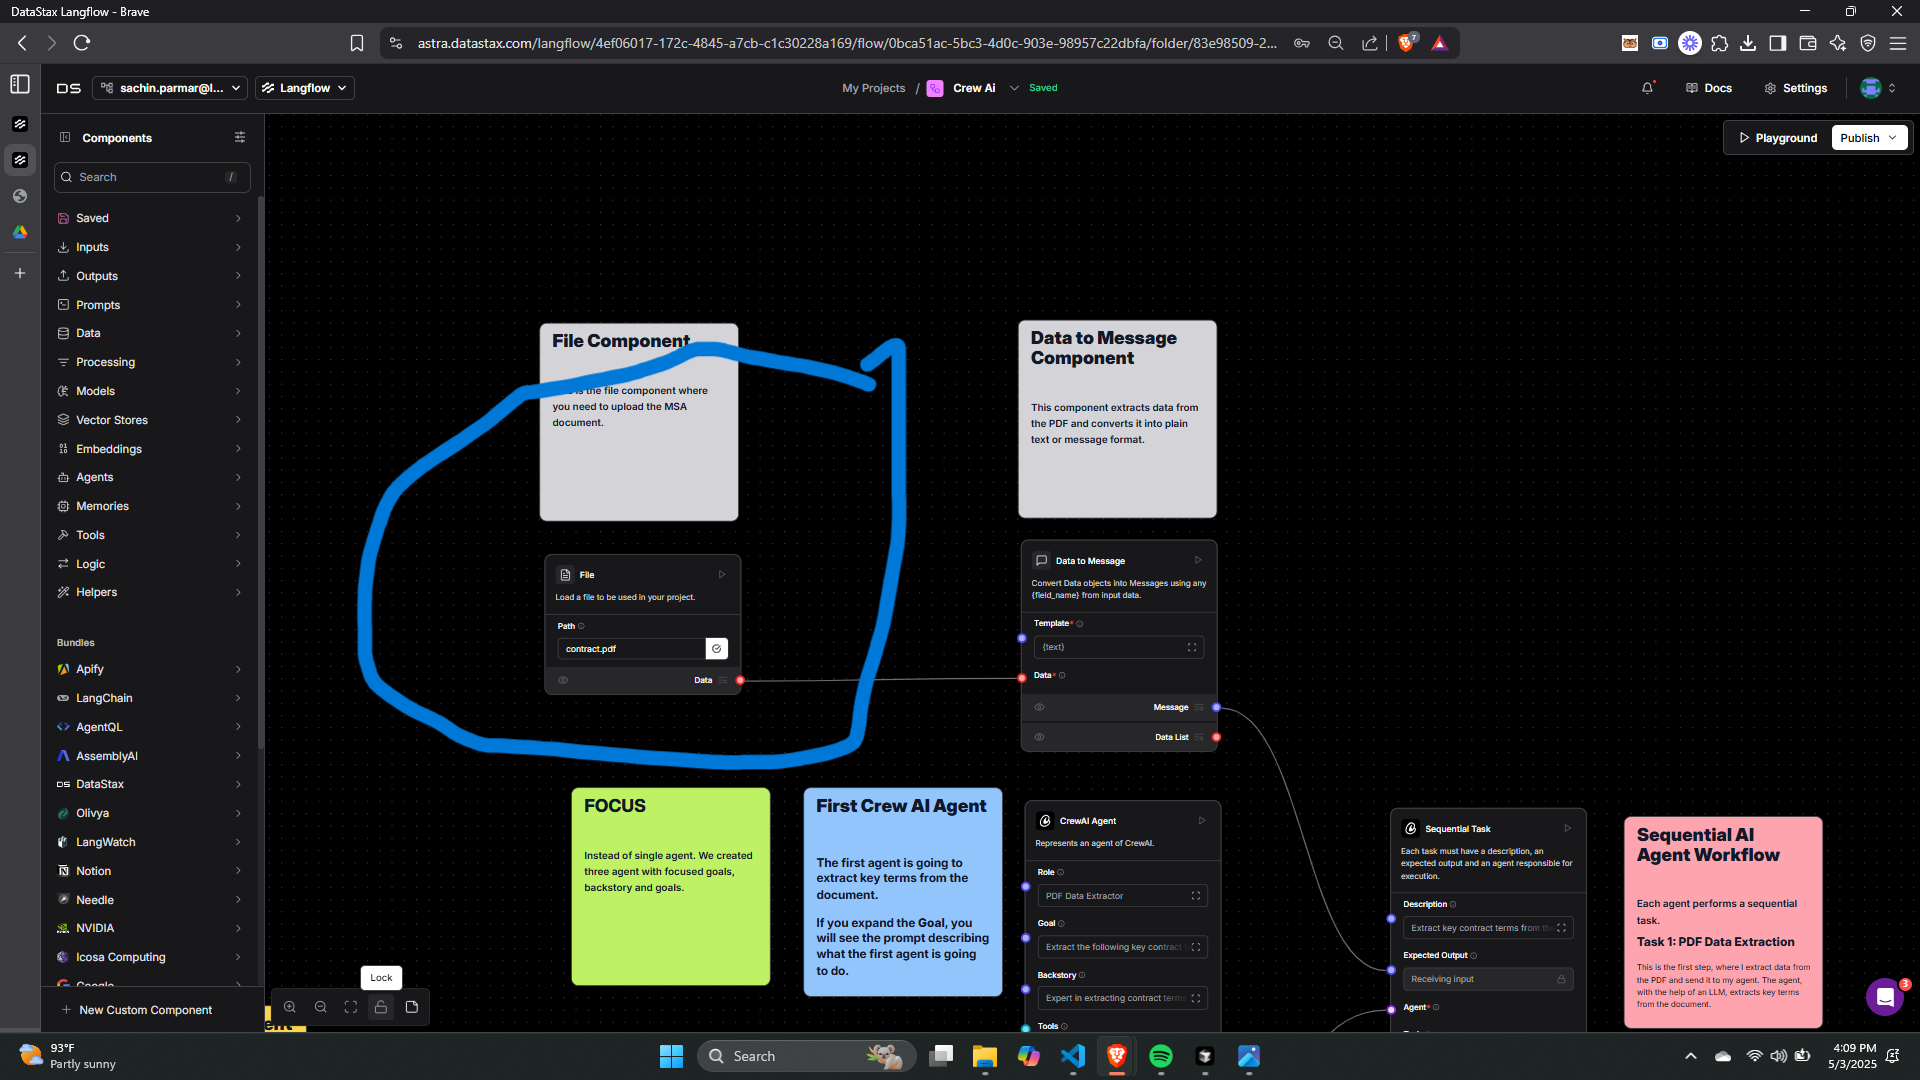 DataStax Langflow - Brave
astra.datastax.com/langflow/4ef06017-172c-4845-a7cb-c1c30228a169/flow/0bca51ac-5bc3-4d0c-903e-98957c22dbfa/folder/83e98509-2...
7
DS
sachin.parmar@l...
Langflow
My Projects / Crew Ai
Saved
Docs
Settings
Components
Playground
Publish
Search /
Saved
Inputs
Outputs
Prompts
Data
Processing
Models
Vector Stores
Embeddings
Agents
Memories
Tools
Logic
Helpers
Bundles
Apify
LangChain
AgentQL
AssemblyAI
DS DataStax
Olivya
LangWatch
Notion
Needle
NVIDIA
Icosa Computing
New Custom Component
Lock
File Component
is the file component where
you need to upload the MSA
document.
Data to Message
Component
This component extracts data from
the PDF and converts it into plain
text or message format.
File
Load a file to be used in your project.
Path
contract.pdf
Data
Data to Message
Convert Data objects into Messages using any
{field_name} from input data.
Template*
{text}
Data*
Message
Data List
FOCUS
Instead of single agent. We created
three agent with focused goals,
backstory and goals.
First Crew AI Agent
The first agent is going to
extract key terms from the
document.
If you expand the Goal, you
will see the prompt describing
what the first agent is going
to do.
CrewAI Agent
Represents an agent of CrewAI.
Role
PDF Data Extractor
Goal
Extract the following key contract
Backstory
Expert in extracting contract terms
Tools
Sequential Task
Each task must have a description, an
expected output and an agent responsible for
execution.
Description
Extract key contract terms from
Expected Output
Receiving input
Agent*
Sequential AI
Agent Workflow
Each agent performs a sequential
task.
Task 1: PDF Data Extraction
This is the first step, where I extract data from
the PDF and send it to my agent. The agent,
with the help of an LLM, extracts key terms
from the document.
3
93°F
Partly sunny
Search
4:09 PM
5/3/2025